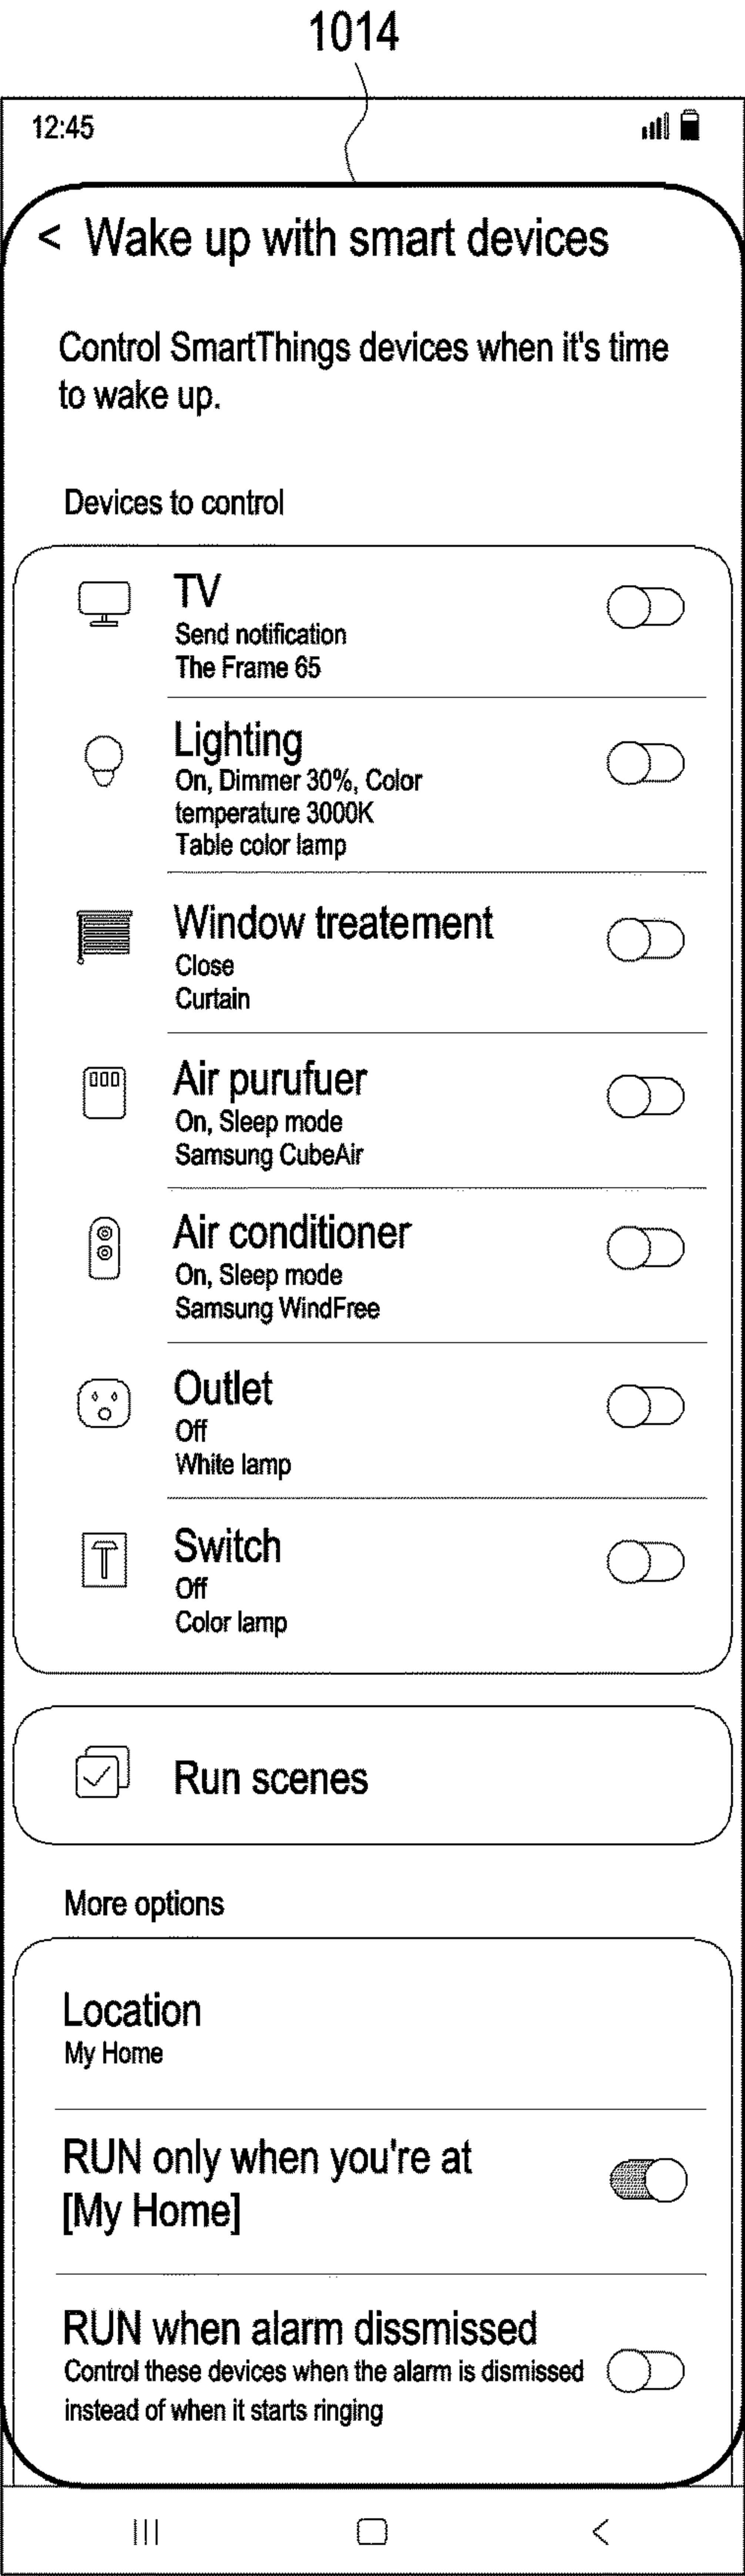 1014
12:45
< Wake up with smart devices
Control SmartThings devices when it's time
to wake up.
Devices to control
TV
Send notification
The Frame 65
Lighting
On, Dimmer 30%, Color
temperature 3000K
Table color lamp
Window treatement
Close
Curtain
Air purufuer
On, Sleep mode
Samsung CubeAir
Air conditioner
On, Sleep mode
Samsung WindFree
Outlet
Off
White lamp
Switch
Off
Color lamp
Run scenes
More options
Location
My Home
RUN only when you're at
[My Home]
RUN when alarm dissmissed
Control these devices when the alarm is dismissed
instead of when it starts ringing